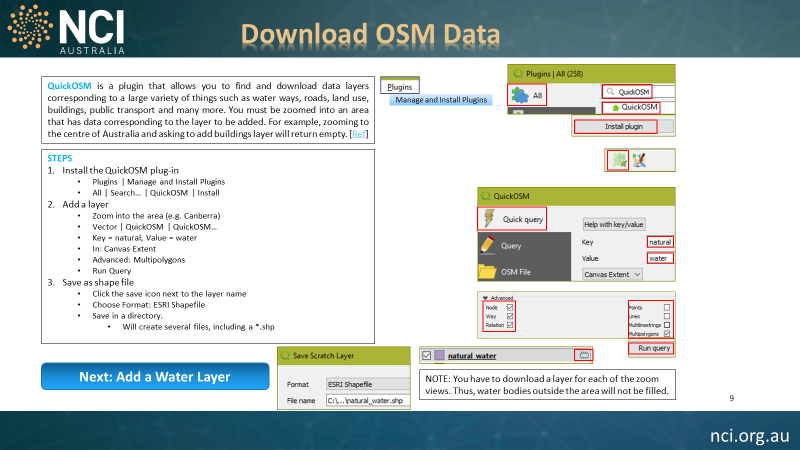 NCI
AUSTRALIA
Download OSM Data
QuickOSM is a plugin that allows you to find and download data layers
corresponding to a large variety of things such as water ways, roads, land use,
buildings, public transport and many more. You must be zoomed into an area
that has data corresponding to the layer to be added. For example, zooming to
the centre of Australia and asking to add buildings layer will return empty. [Ref]
Plugins
Manage and Install Plugins
Plugins | All (258)
All
QuickOSM
QuickOSM
Install plugin
STEPS
1. Install the QuickOSM plug-in
• Plugins | Manage and Install Plugins
• All | Search... | QuickOSM | Install
2. Add a layer
• Zoom into the area (e.g. Canberra)
• Vector | QuickOSM | QuickOSM...
• Key = natural, Value = water
• In: Canvas Extent
• Advanced: Multipolygons
• Run Query
3. Save as shape file
• Click the save icon next to the layer name
• Choose Format: ESRI Shapefile
• Save in a directory.
• Will create several files, including a *.shp
QuickOSM
Quick query
Query
OSM File
Help with key/value
Key natural
Value water
Canvas Extent
Advanced
Node
Way
Relation
Points
Lines
Multilinestrings
Multipolygons
Run query
Next: Add a Water Layer
Save Scratch Layer
Format ESRI Shapefile
File name C:\...\natural_water.shp
natural_water
NOTE: You have to download a layer for each of the zoom
views. Thus, water bodies outside the area will not be filled.
9
nci.org.au